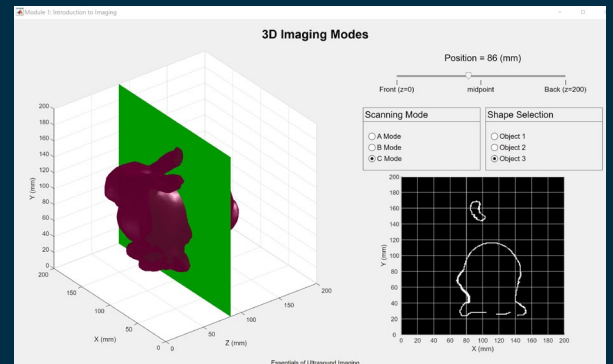 Module 1: Introduction to Imaging
3D Imaging Modes
Position = 86 (mm)
Front (z=0) midpoint Back (z=200)
Scanning Mode
A Mode
B Mode
C Mode
Shape Selection
Object 1
Object 2
Object 3
200
180
160
140
120
100
80
60
40
20
0
Y (mm)
200
150
100
50
0
X (mm)
0
50
100
150
200
Z (mm)
200
180
160
140
120
100
80
60
40
20
0
Y (mm)
0 20 40 60 80 100 120 140 160 180 200
X (mm)
Essentials of Ultrasound Imaging